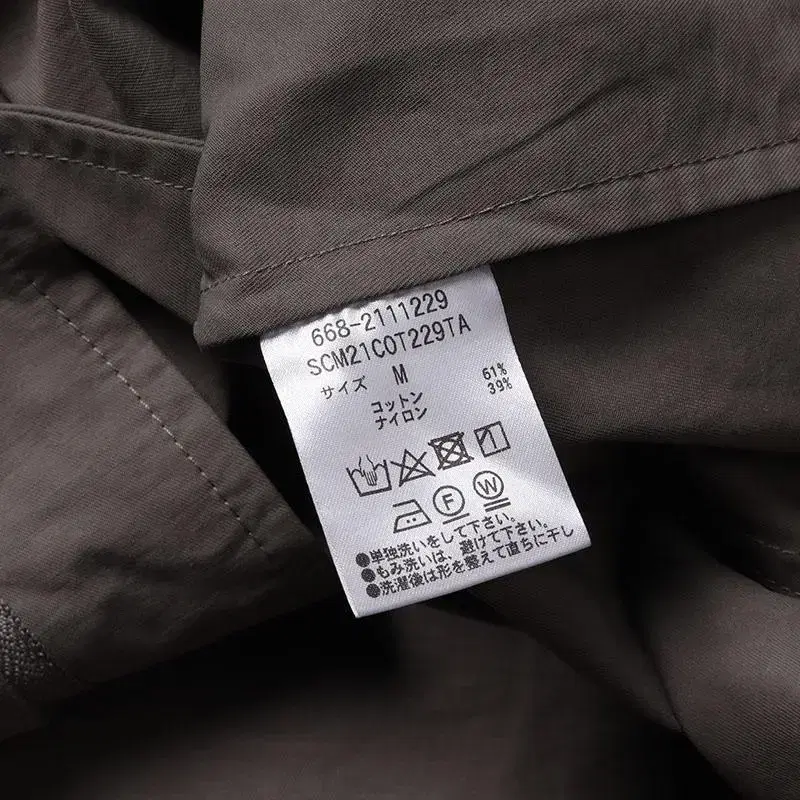 668-2111229
SCM21COT229TA
サイズ M
コットン 61%
ナイロン 39%
F W
●単独洗いをして下さい。
●もみ洗いは、避けて下さい。
●洗濯後は形を整えて直ちに干し